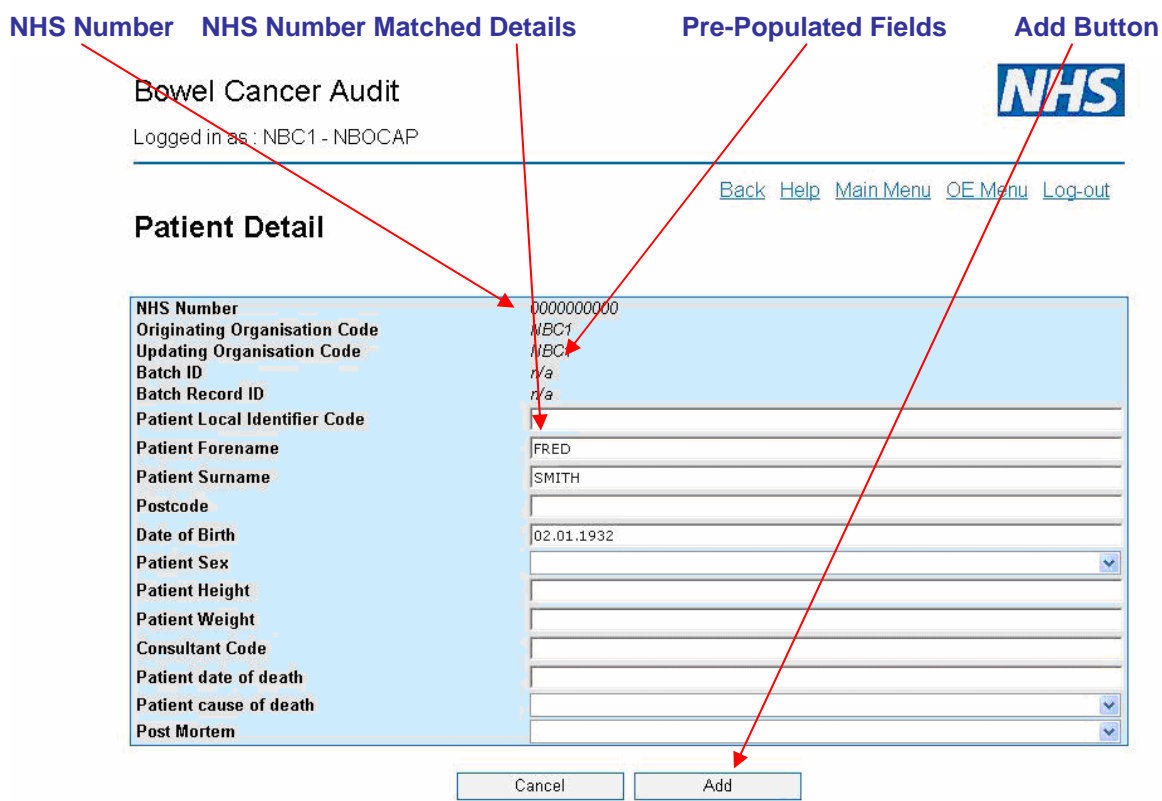 NHS Number NHS Number Matched Details Pre-Populated Fields Add Button
Bowel Cancer Audit
NHS
Logged in as : NBC1 - NBOCAP
Back Help Main Menu OE Menu Log-out
Patient Detail
NHS Number 0000000000
Originating Organisation Code NBC1
Updating Organisation Code NBC1
Batch ID n/a
Batch Record ID n/a
Patient Local Identifier Code
Patient Forename FRED
Patient Surname SMITH
Postcode
Date of Birth 02.01.1932
Patient Sex
Patient Height
Patient Weight
Consultant Code
Patient date of death
Patient cause of death
Post Mortem
Cancel Add